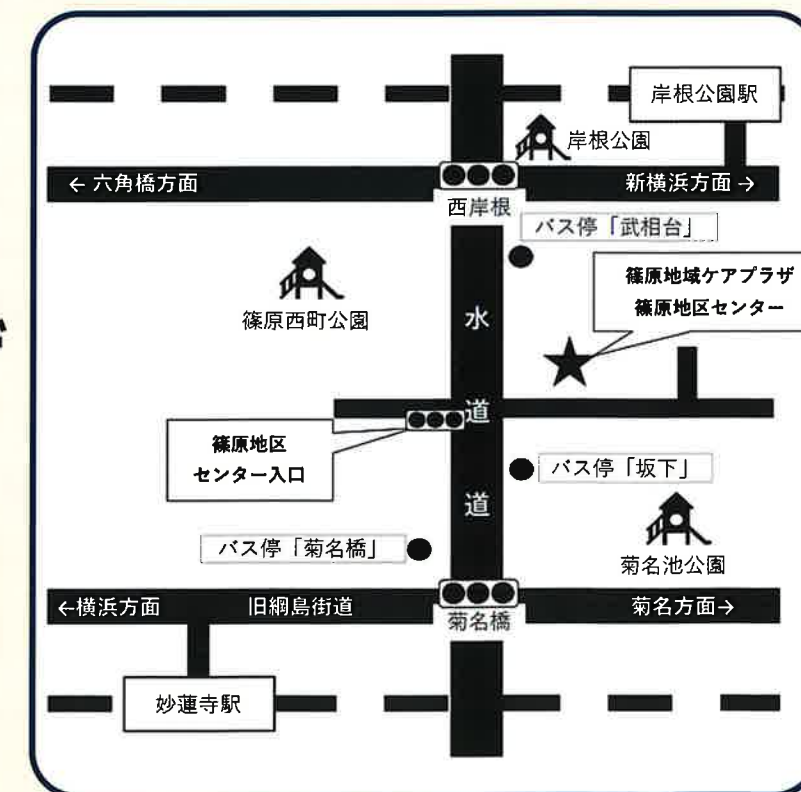 岸根公園駅
岸根公園
← 六角橋方面
新横浜方面 →
西岸根
バス停「武相台」
篠原地域ケアプラザ
篠原地区センター
篠原西町公園
水
道
道
篠原地区
センター入口
バス停「坂下」
バス停「菊名橋」
菊名池公園
←横浜方面
旧綱島街道
菊名方面→
菊名橋
妙蓮寺駅